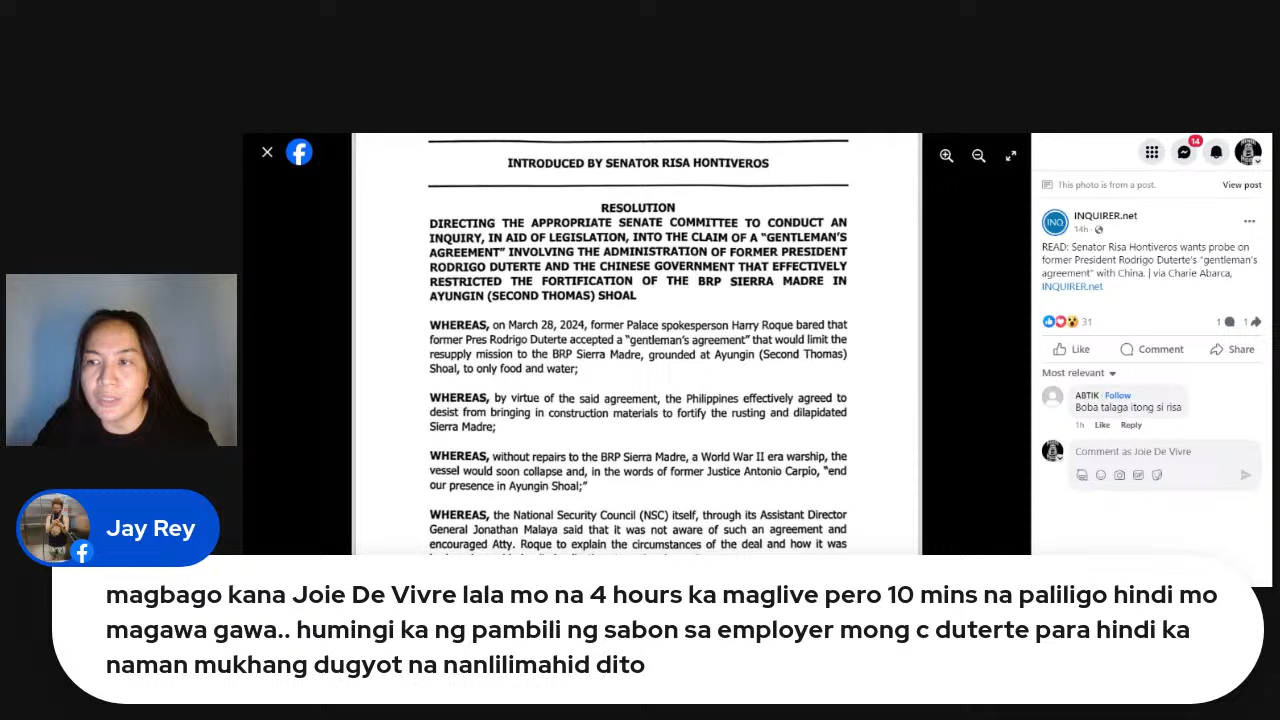 INTRODUCED BY SENATOR RISA HONTIVEROS
RESOLUTION
DIRECTING THE APPROPRIATE SENATE COMMITTEE TO CONDUCT AN
INQUIRY, IN AID OF LEGISLATION, INTO THE CLAIM OF A “GENTLEMAN’S
AGREEMENT” INVOLVING THE ADMINISTRATION OF FORMER PRESIDENT
RODRIGO DUTERTE AND THE CHINESE GOVERNMENT THAT EFFECTIVELY
RESTRICTED THE FORTIFICATION OF THE BRP SIERRA MADRE IN
AYUNGIN (SECOND THOMAS) SHOAL
WHEREAS, on March 28, 2024, former Palace spokesperson Harry Roque bared that
former Pres Rodrigo Duterte accepted a “gentleman’s agreement” that would limit the
resupply mission to the BRP Sierra Madre, grounded at Ayungin (Second Thomas)
Shoal, to only food and water;
WHEREAS, by virtue of the said agreement, the Philippines effectively agreed to
desist from bringing in construction materials to fortify the rusting and dilapidated
Sierra Madre;
WHEREAS, without repairs to the BRP Sierra Madre, a World War II era warship, the
vessel would soon collapse and, in the words of former Justice Antonio Carpio, “end
our presence in Ayungin Shoal;”
WHEREAS, the National Security Council (NSC) itself, through its Assistant Director
General Jonathan Malaya said that it was not aware of such an agreement and
encouraged Atty. Roque to explain the circumstances of the deal and how it was
14
This photo is from a post.
View post
INQ
INQUIRER.net
14h
READ: Senator Risa Hontiveros wants probe on
former President Rodrigo Duterte's "gentleman's
agreement" with China. | via Charie Abarca,
INQUIRER.net
31
1
1
Like
Comment
Share
Most relevant
ABTIK · Follow
Boba talaga itong si risa
1h Like Reply
Comment as Joie De Vivre
GIF
Jay Rey
magbago kana Joie De Vivre lala mo na 4 hours ka maglive pero 10 mins na paliligo hindi mo
magawa gawa.. humingi ka ng pambili ng sabon sa employer mong c duterte para hindi ka
naman mukhang dugyot na nanlilimahid dito